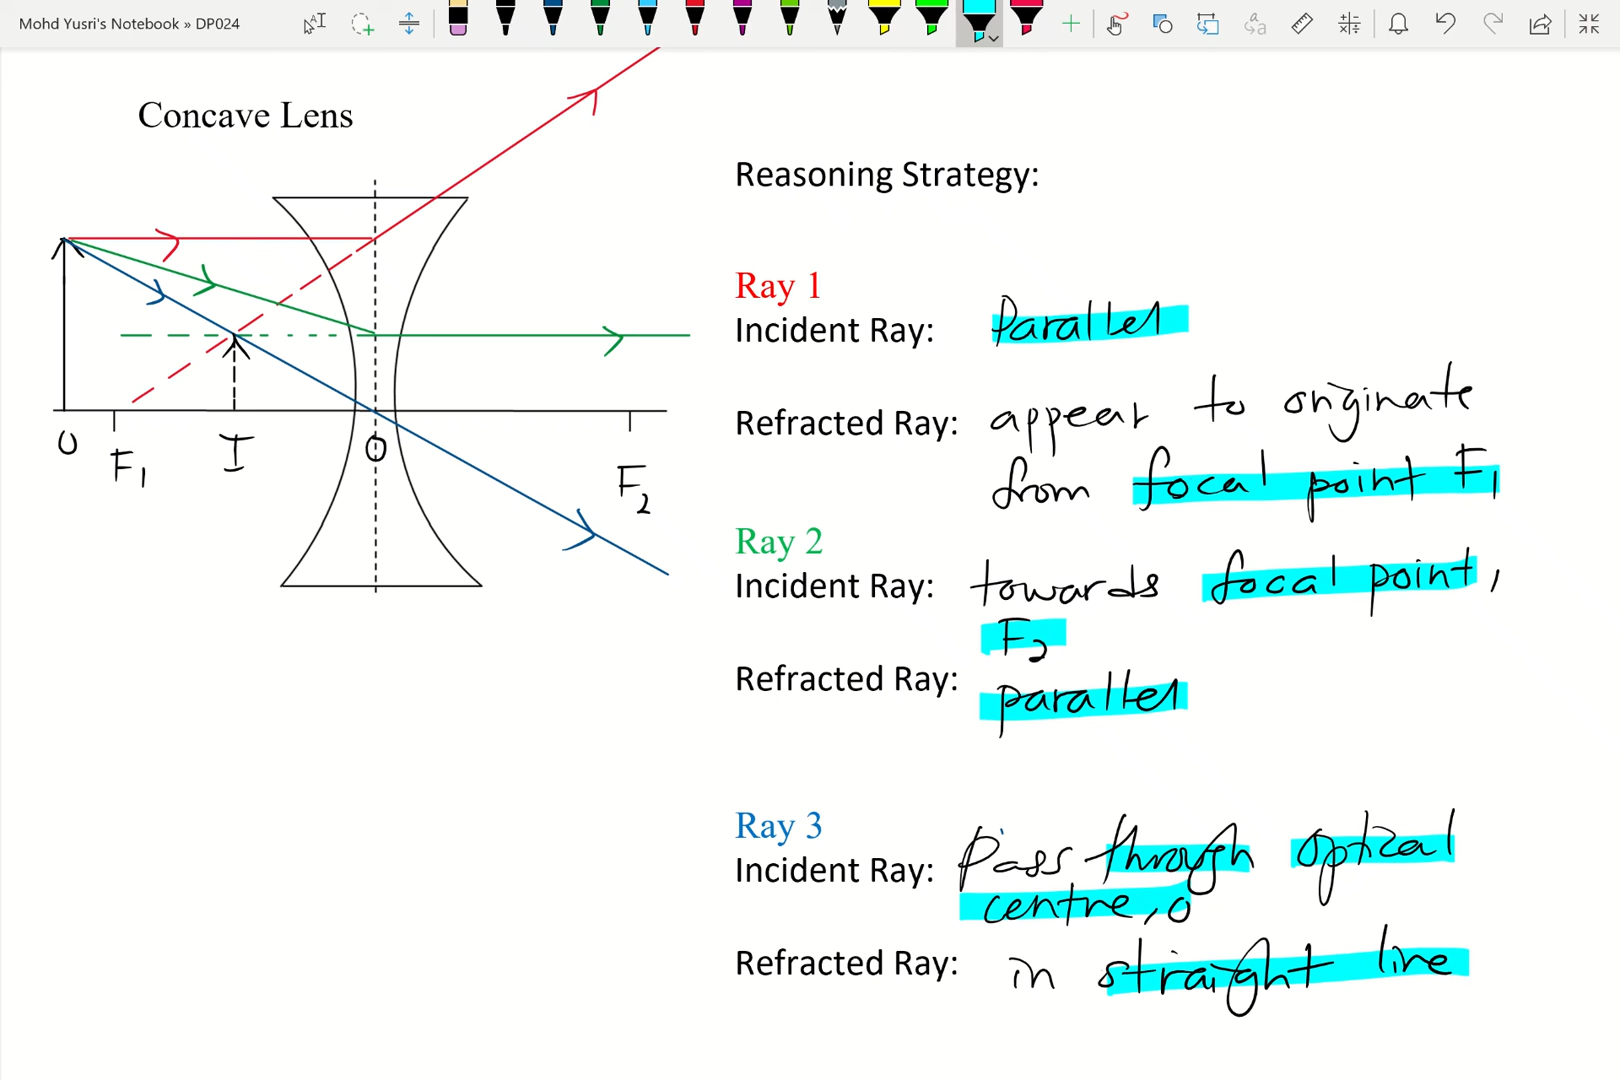 Mohd Yusri's Notebook » DP024
Concave Lens
O
F₁
I
O
F₂
Reasoning Strategy:
Ray 1
Incident Ray: Parallel
Refracted Ray: appear to originate
from focal point F₁
Ray 2
Incident Ray: towards focal point,
F₂
Refracted Ray: parallel
Ray 3
Incident Ray: Pass through optical
centre, O
Refracted Ray: in straight line